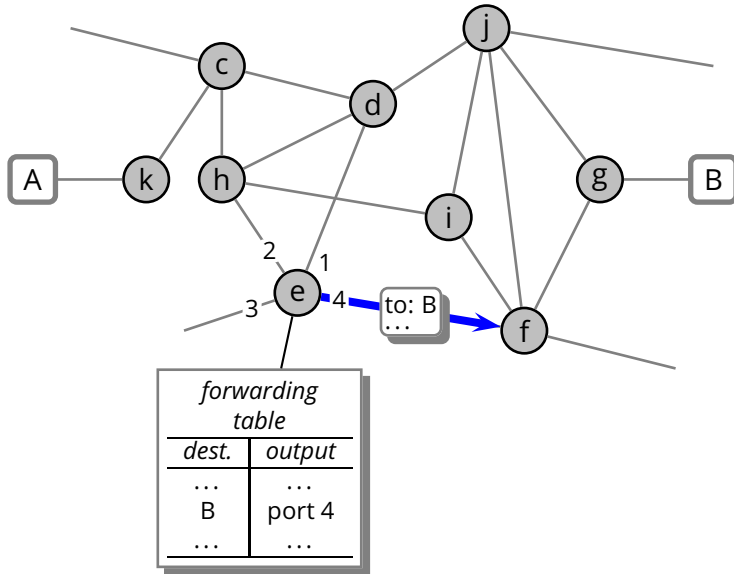 j
c
d
A
k
h
g
B
i
2
1
e
4
to: B
...
3
f
forwarding
table
dest. output
... ...
B port 4
... ...